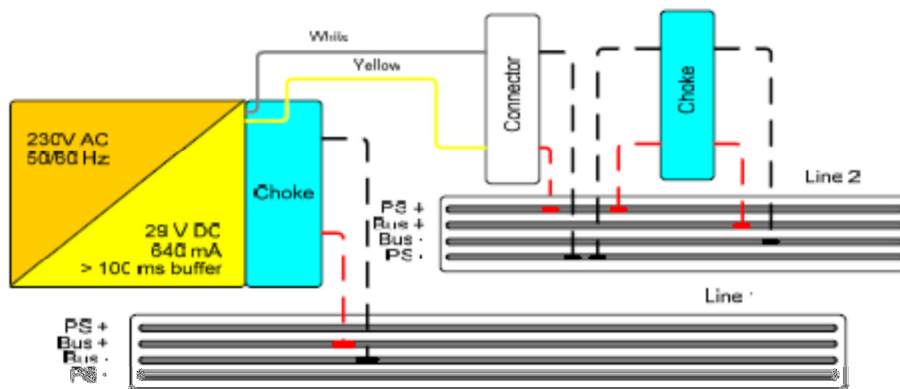 White
Yellow
Connector
Choke
230V AC
50/60 Hz
Choke
29 V DC
640 mA
> 100 ms buffer
Line 2
PS +
Bus +
Bus -
PS -
Line
PS +
Bus +
Bus -